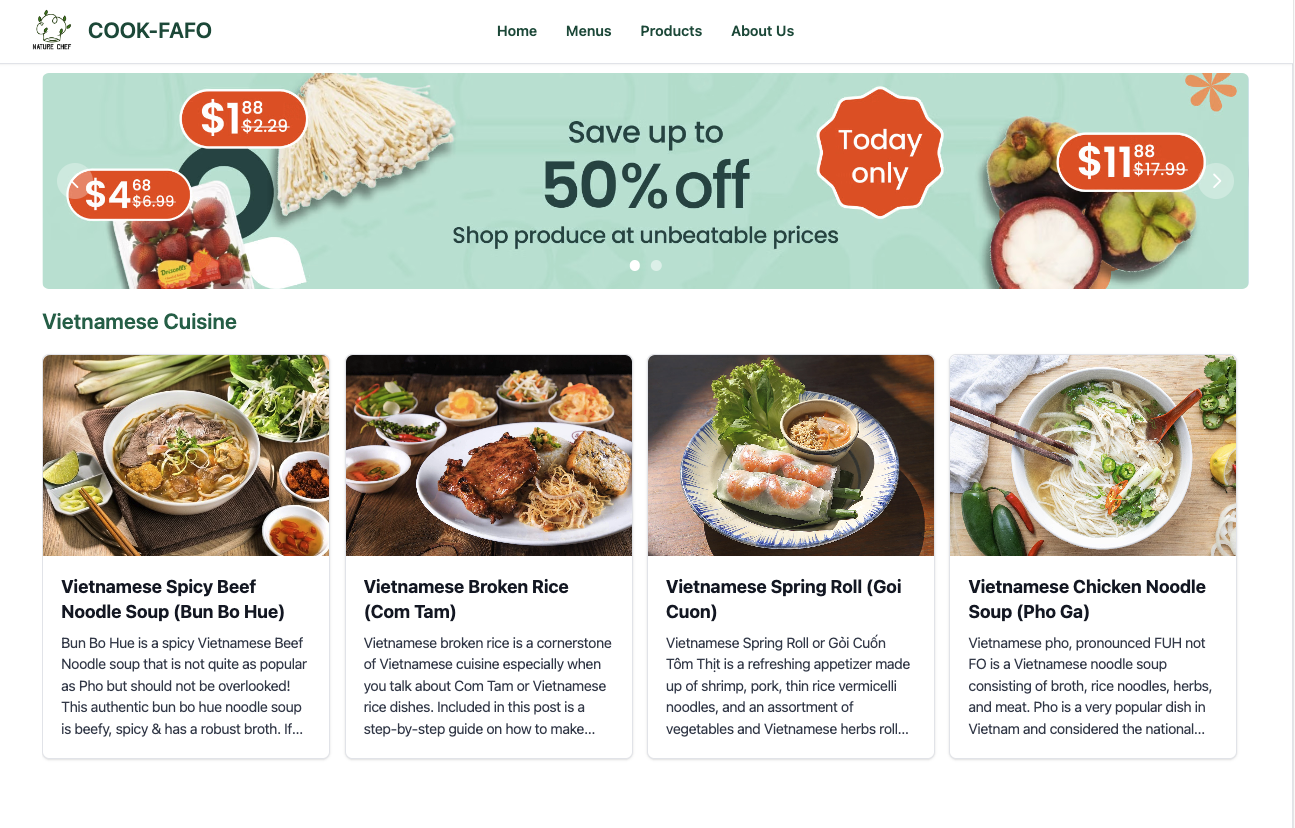 NATURE CHEF
COOK-FAFO
Home
Menus
Products
About Us
$1 88
$2.29
$4 68
$6.99
Save up to
50% off
Shop produce at unbeatable prices
Today
only
$11 88
$17.99
Vietnamese Cuisine
Vietnamese Spicy Beef
Noodle Soup (Bun Bo Hue)
Bun Bo Hue is a spicy Vietnamese Beef
Noodle soup that is not quite as popular
as Pho but should not be overlooked!
This authentic bun bo hue noodle soup
is beefy, spicy & has a robust broth. If...
Vietnamese Broken Rice
(Com Tam)
Vietnamese broken rice is a cornerstone
of Vietnamese cuisine especially when
you talk about Com Tam or Vietnamese
rice dishes. Included in this post is a
step-by-step guide on how to make...
Vietnamese Spring Roll (Goi
Cuon)
Vietnamese Spring Roll or Gỏi Cuốn
Tôm Thịt is a refreshing appetizer made
up of shrimp, pork, thin rice vermicelli
noodles, and an assortment of
vegetables and Vietnamese herbs roll...
Vietnamese Chicken Noodle
Soup (Pho Ga)
Vietnamese pho, pronounced FUH not
FO is a Vietnamese noodle soup
consisting of broth, rice noodles, herbs,
and meat. Pho is a very popular dish in
Vietnam and considered the national...